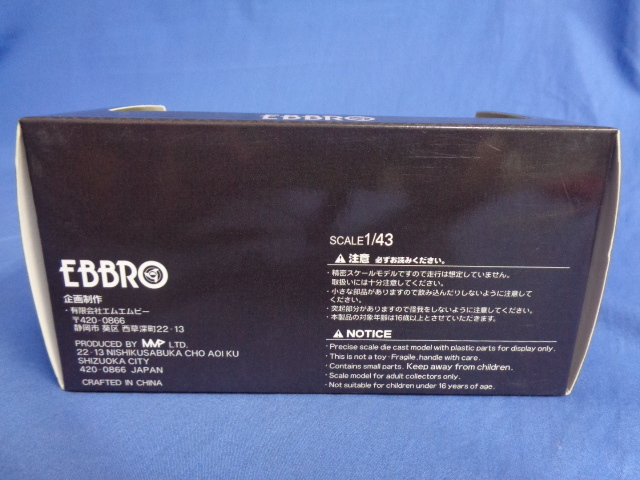 EBBRO
EBBRO
企画制作
・有限会社エムエムピー
〒420-0866
静岡市 葵区 西草深町22-13
PRODUCED BY MMP LTD.
22-13 NISHIKUSABUKA CHO AOI KU
SHIZUOKA CITY
420-0866 JAPAN
CRAFTED IN CHINA
SCALE1/43
⚠注意 必ずお読みください。
・精密スケールモデルですので走行は想定していません。
取扱いには十分注意してください。
・小さな部品がありますので飲み込んだりしないように注意して
ください。
・突起部分がありますので怪我をしないように注意してください。
・本製品の対象年齢は16歳以上とさせていただきます。
⚠NOTICE
・Precise scale die cast model with plastic parts for display only.
・This is not a toy・Fragile, handle with care.
・Contains small parts. Keep away from children.
・Scale model for adult collectors only.
・Not suitable for children under 16 years of age.